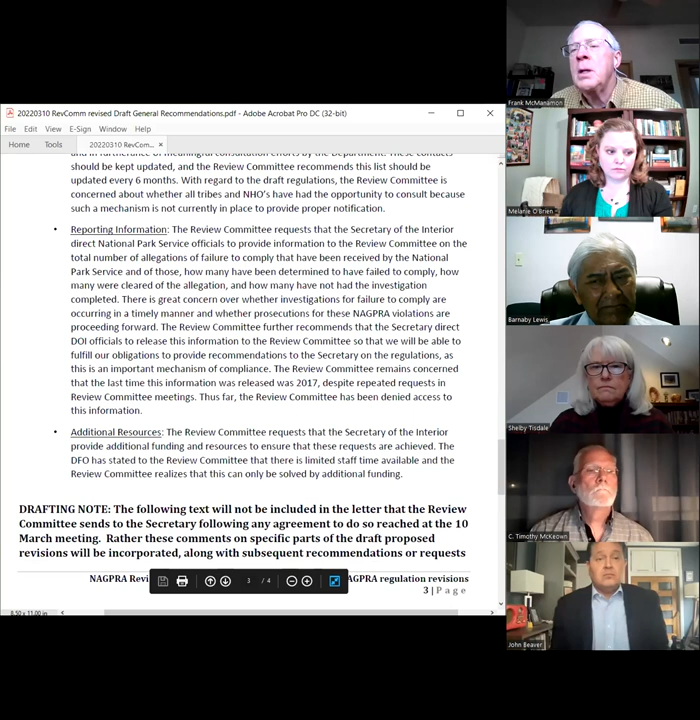 20220310 RevComm revised Draft General Recommendations.pdf - Adobe Acrobat Pro DC (32-bit)
File Edit View E-Sign Window Help
Home Tools 20220310 RevCom... ×
and in furtherance of meaningful consultation efforts by the Department. These contacts
should be kept updated, and the Review Committee recommends this list should be
updated every 6 months. With regard to the draft regulations, the Review Committee is
concerned about whether all tribes and NHO's have had the opportunity to consult because
such a mechanism is not currently in place to provide proper notification.
• Reporting Information: The Review Committee requests that the Secretary of the Interior
direct National Park Service officials to provide information to the Review Committee on the
total number of allegations of failure to comply that have been received by the National
Park Service and of those, how many have been determined to have failed to comply, how
many were cleared of the allegation, and how many have not had the investigation
completed. There is great concern over whether investigations for failure to comply are
occurring in a timely manner and whether prosecutions for these NAGPRA violations are
proceeding forward. The Review Committee further recommends that the Secretary direct
DOI officials to release this information to the Review Committee so that we will be able to
fulfill our obligations to provide recommendations to the Secretary on the regulations, as
this is an important mechanism of compliance. The Review Committee remains concerned
that the last time this information was released was 2017, despite repeated requests in
Review Committee meetings. Thus far, the Review Committee has been denied access to
this information.
• Additional Resources: The Review Committee requests that the Secretary of the Interior
provide additional funding and resources to ensure that these requests are achieved. The
DFO has stated to the Review Committee that there is limited staff time available and the
Review Committee realizes that this can only be solved by additional funding.
DRAFTING NOTE: The following text will not be included in the letter that the Review
Committee sends to the Secretary following any agreement to do so reached at the 10
March meeting. Rather these comments on specific parts of the draft proposed
revisions will be incorporated, along with subsequent recommendations or requests
NAGPRA Revi AGPRA regulation revisions
3 / 4
3 | P a g e
8.50 x 11.00 in
Frank McManamon
Melanie O'Brien
Barnaby Lewis
Shelby Tisdale
C. Timothy McKeown
John Beaver